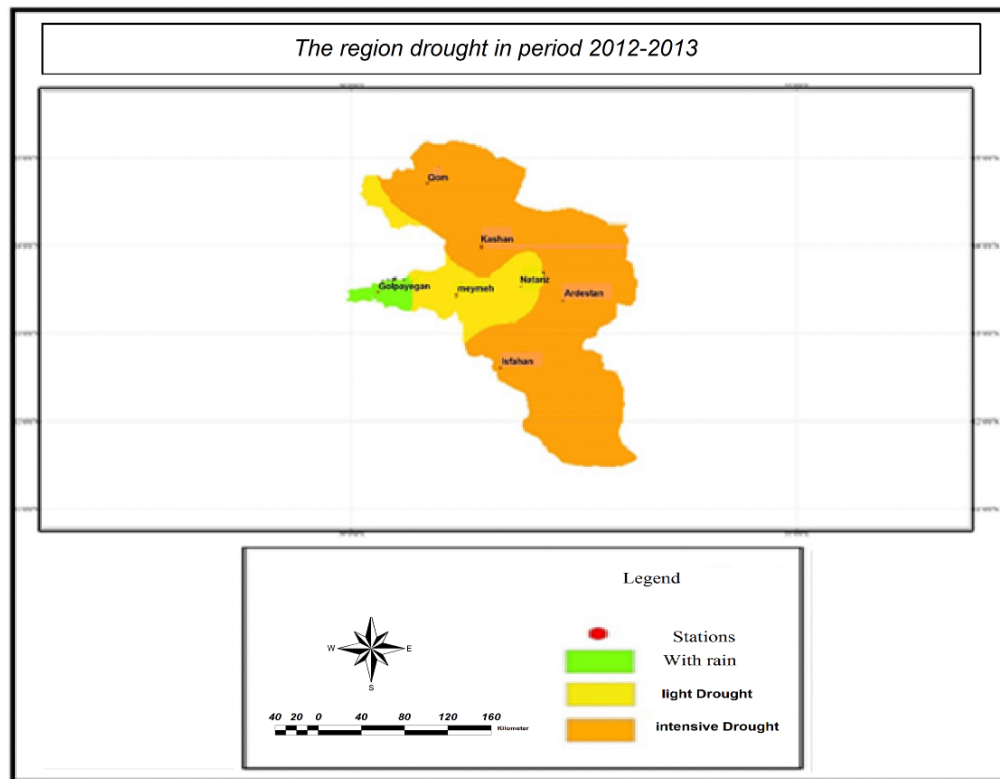 The region drought in period 2012-2013
Qom
Kashan
Natanz
Golpayegan
meymeh
Ardestan
Isfahan
Legend
Stations
With rain
light Drought
intensive Drought
W E
S
40 20 0 40 80 120 160
Kilometer